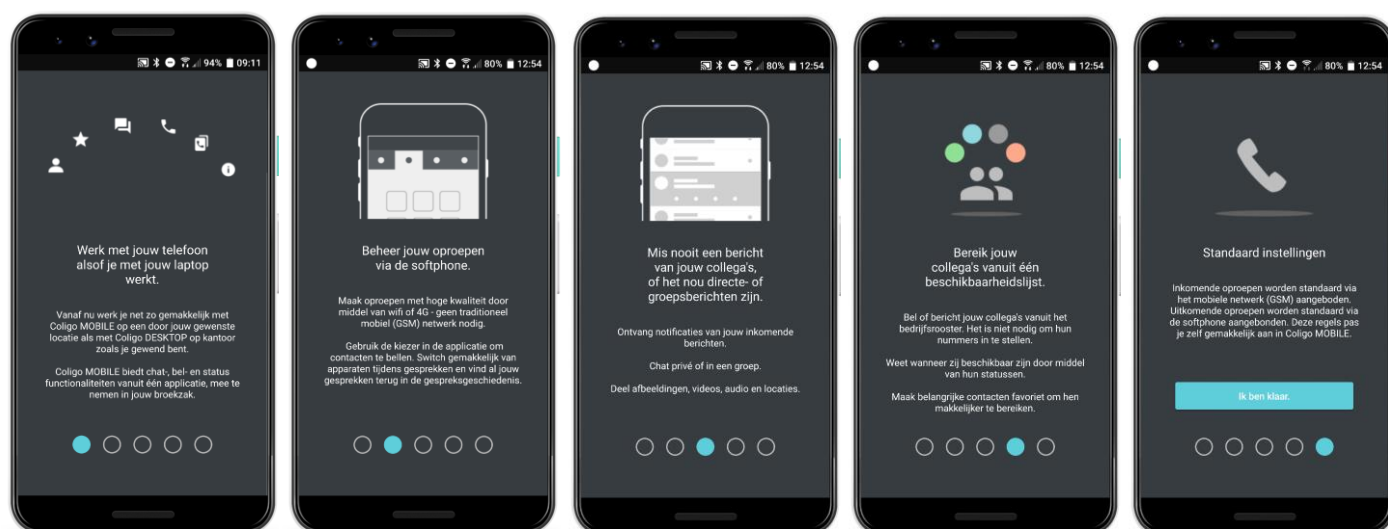 94% 09:11
Werk met jouw telefoon
alsof je met jouw laptop
werkt.
Vanaf nu werk je net zo gemakkelijk met
Coligo MOBILE op een door jouw gewenste
locatie als met Coligo DESKTOP op kantoor
zoals je gewend bent.
Coligo MOBILE biedt chat-, bel- en status
functionaliteiten vanuit één applicatie, mee te
nemen in jouw broekzak.
80% 12:54
Beheer jouw oproepen
via de softphone.
Maak oproepen met hoge kwaliteit door
middel van wifi of 4G - geen traditioneel
mobiel (GSM) netwerk nodig.
Gebruik de kiezer in de applicatie om
contacten te bellen. Switch gemakkelijk van
apparaten tijdens gesprekken en vind al jouw
gesprekken terug in de gespreksgeschiedenis.
80% 12:54
Mis nooit een bericht
van jouw collega's,
of het nou directe- of
groepsberichten zijn.
Ontvang notificaties van jouw inkomende
berichten.
Chat privé of in een groep.
Deel afbeeldingen, videos, audio en locaties.
80% 12:54
Bereik jouw
collega's vanuit één
beschikbaarheidslijst.
Bel of bericht jouw collega's vanuit het
bedrijfsrooster. Het is niet nodig om hun
nummers in te stellen.
Weet wanneer zij beschikbaar zijn door middel
van hun statussen.
Maak belangrijke contacten favoriet om hen
makkelijker te bereiken.
80% 12:54
Standaard instellingen
Inkomende oproepen worden standaard via
het mobiele netwerk (GSM) aangeboden.
Uitkomende oproepen worden standaard via
de softphone aangebonden. Deze regels pas
je zelf gemakkelijk aan in Coligo MOBILE.
Ik ben klaar.